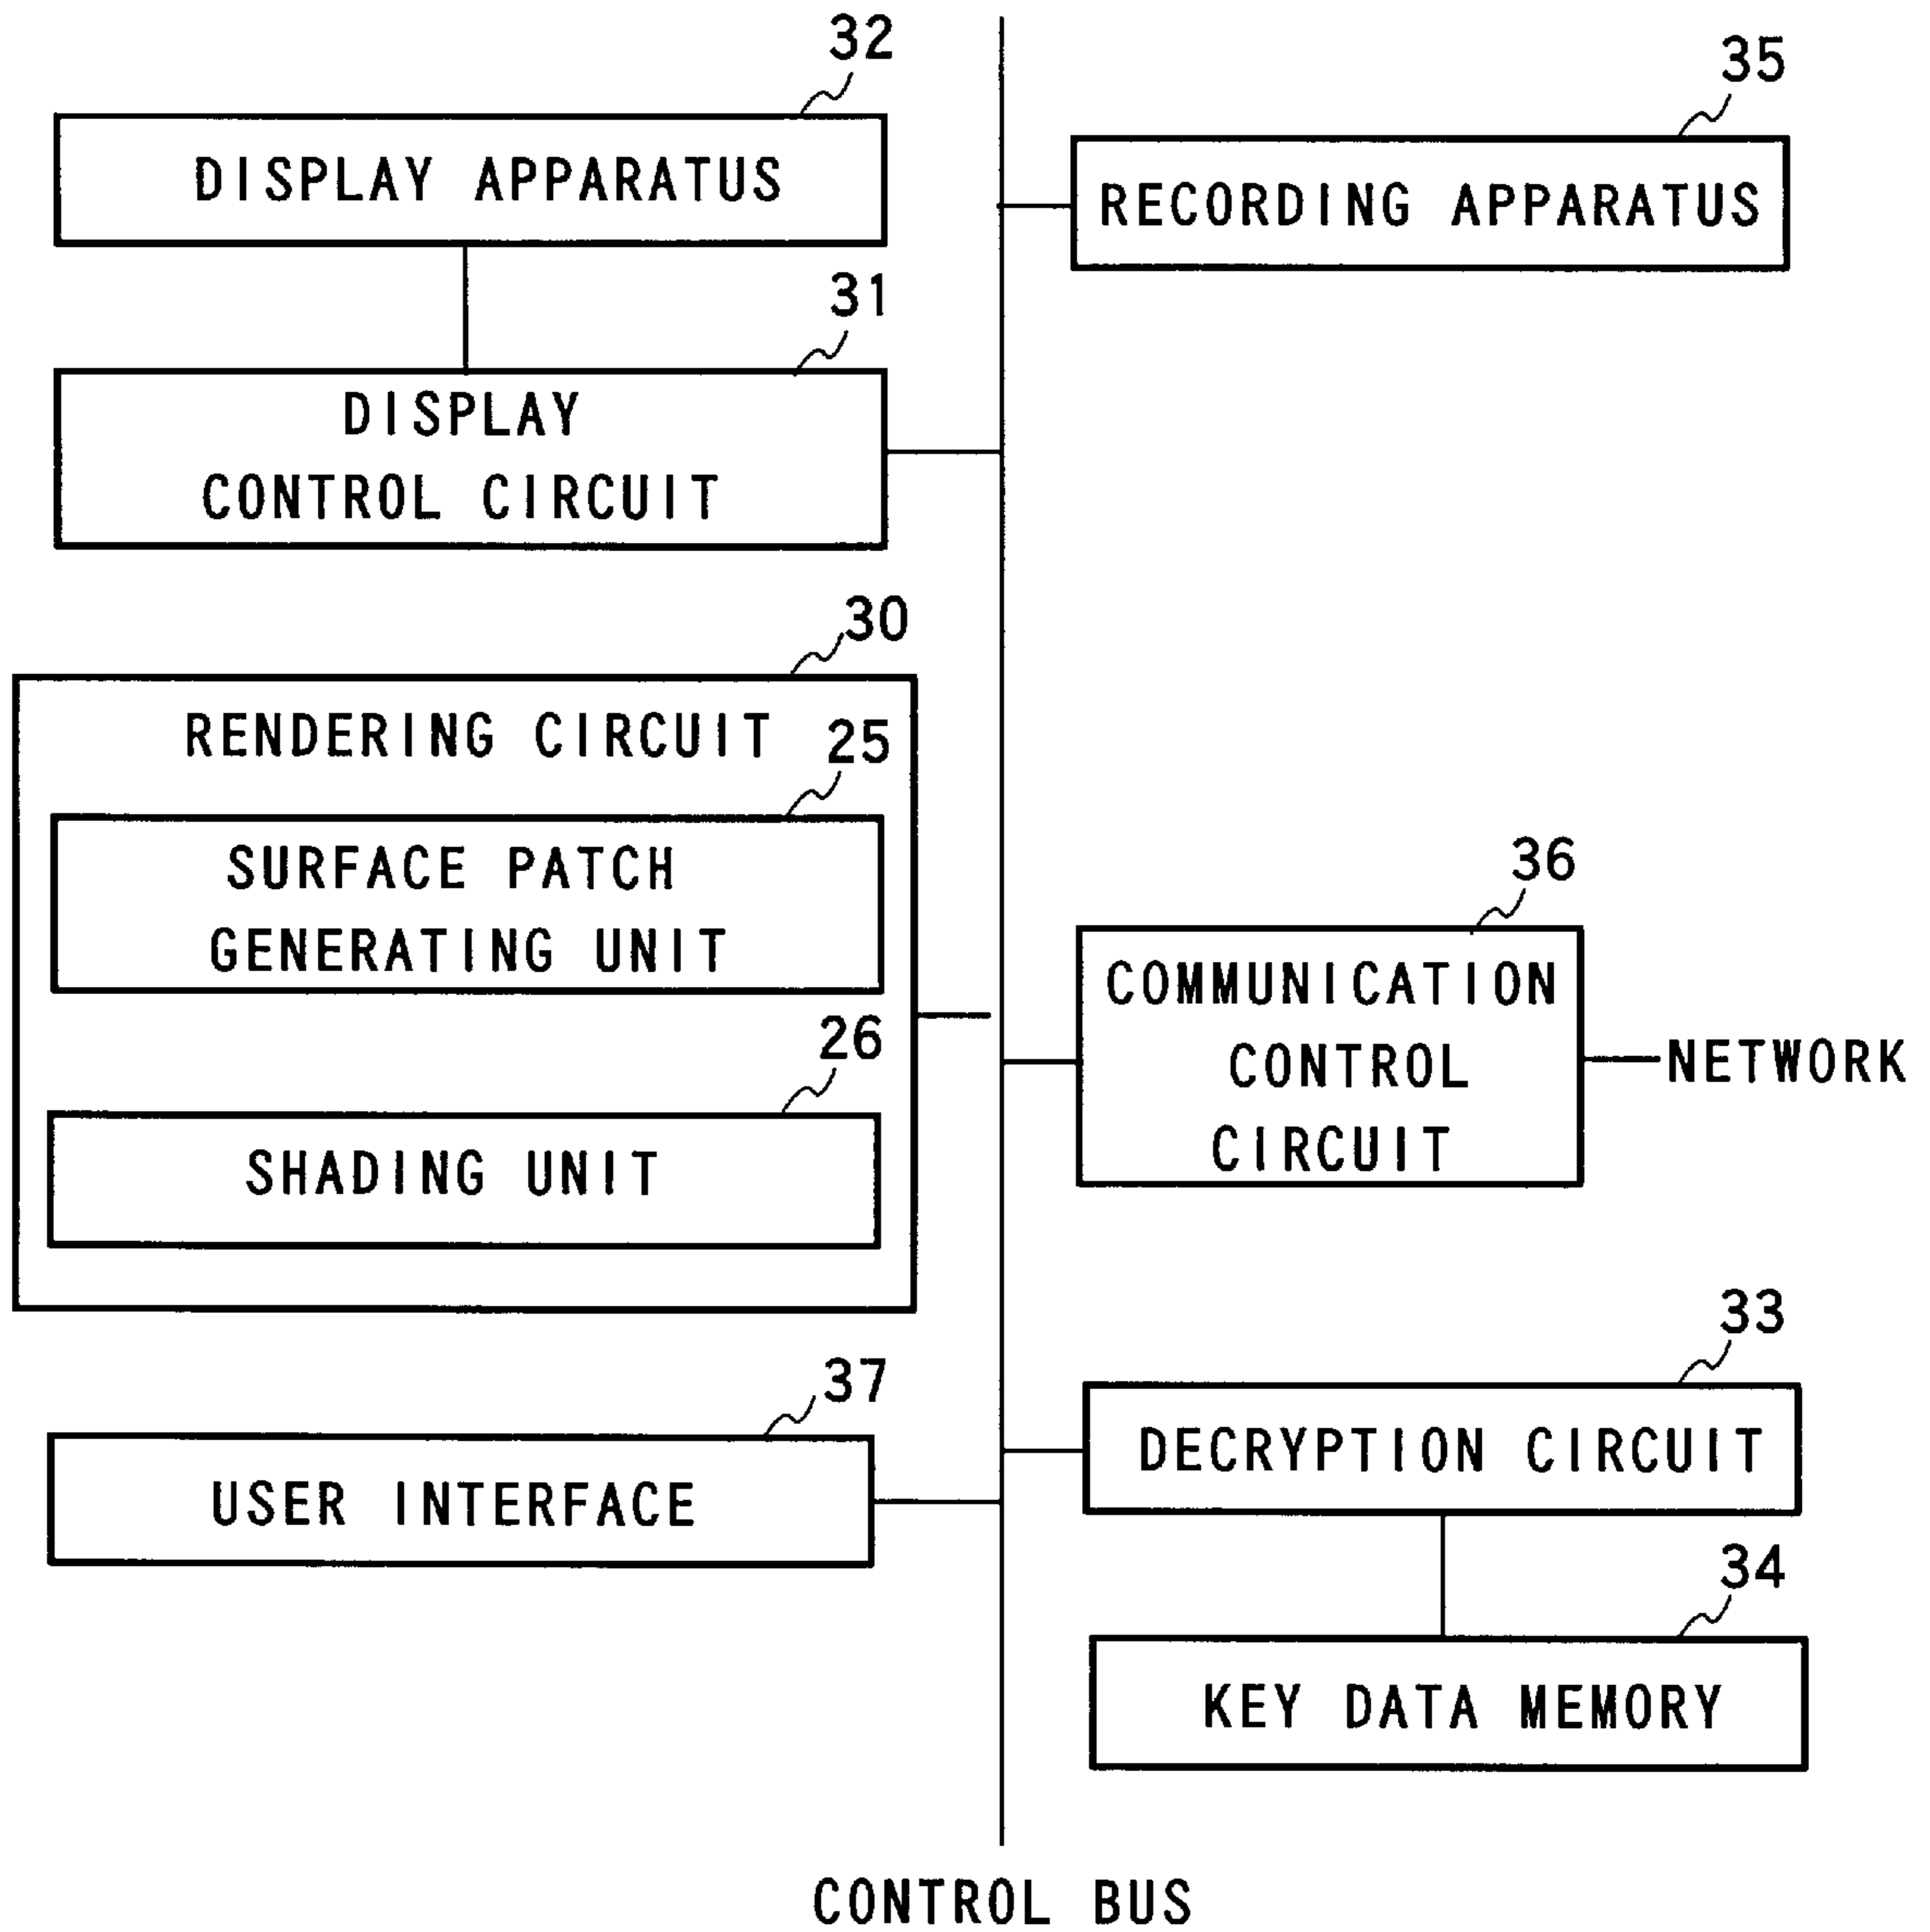 32
DISPLAY APPARATUS
31
DISPLAY
CONTROL CIRCUIT
30
RENDERING CIRCUIT
25
SURFACE PATCH
GENERATING UNIT
26
SHADING UNIT
37
USER INTERFACE
35
RECORDING APPARATUS
36
COMMUNICATION
CONTROL
CIRCUIT
NETWORK
33
DECRYPTION CIRCUIT
34
KEY DATA MEMORY
CONTROL BUS